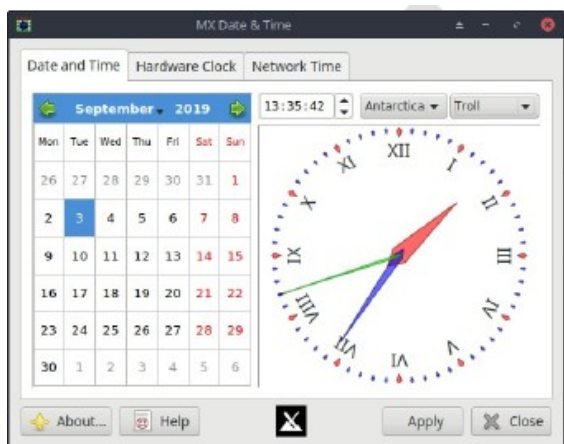 MX Date & Time
Date and Time Hardware Clock Network Time
September 2019 13:35:42 Antarctica Troll
Mon Tue Wed Thu Fri Sat Sun
26 27 28 29 30 31 1
2 3 4 5 6 7 8
9 10 11 12 13 14 15
16 17 18 19 20 21 22
23 24 25 26 27 28 29
30 1 2 3 4 5 6
XII
I
II
III
IV
V
VI
VII
VIII
IX
X
XI
About... Help X Apply Close